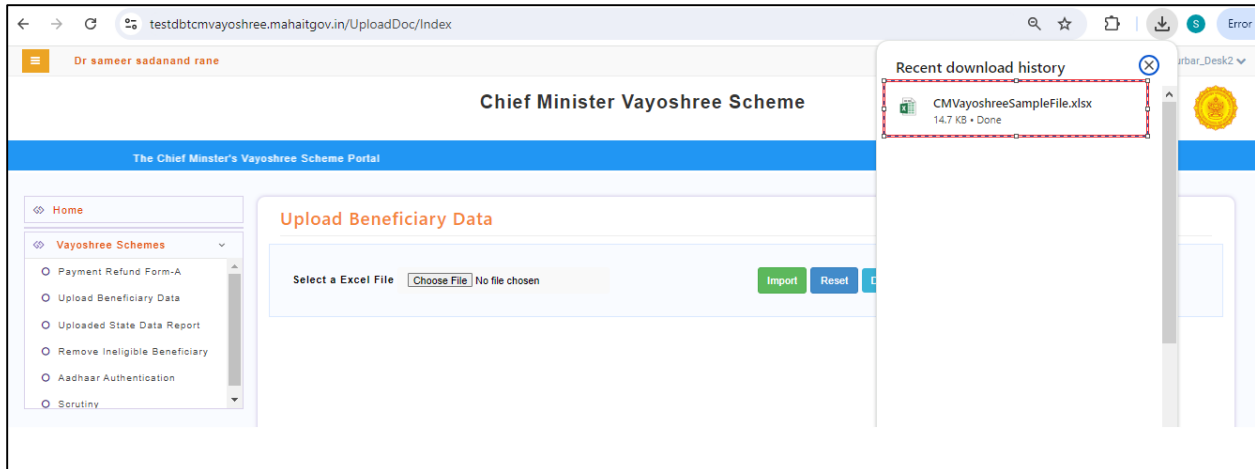 testdbtcmvayoshree.mahaitgov.in/UploadDoc/Index
S
Error
Dr sameer sadanand rane
Recent download history
rbar_Desk2
Chief Minister Vayoshree Scheme
CMVayoshreeSampleFile.xlsx
14.7 KB • Done
The Chief Minster's Vayoshree Scheme Portal
Home
Upload Beneficiary Data
Vayoshree Schemes
Payment Refund Form-A
Select a Excel File Choose File No file chosen
Import Reset D
Upload Beneficiary Data
Uploaded State Data Report
Remove Ineligible Beneficiary
Aadhaar Authentication
Scrutiny